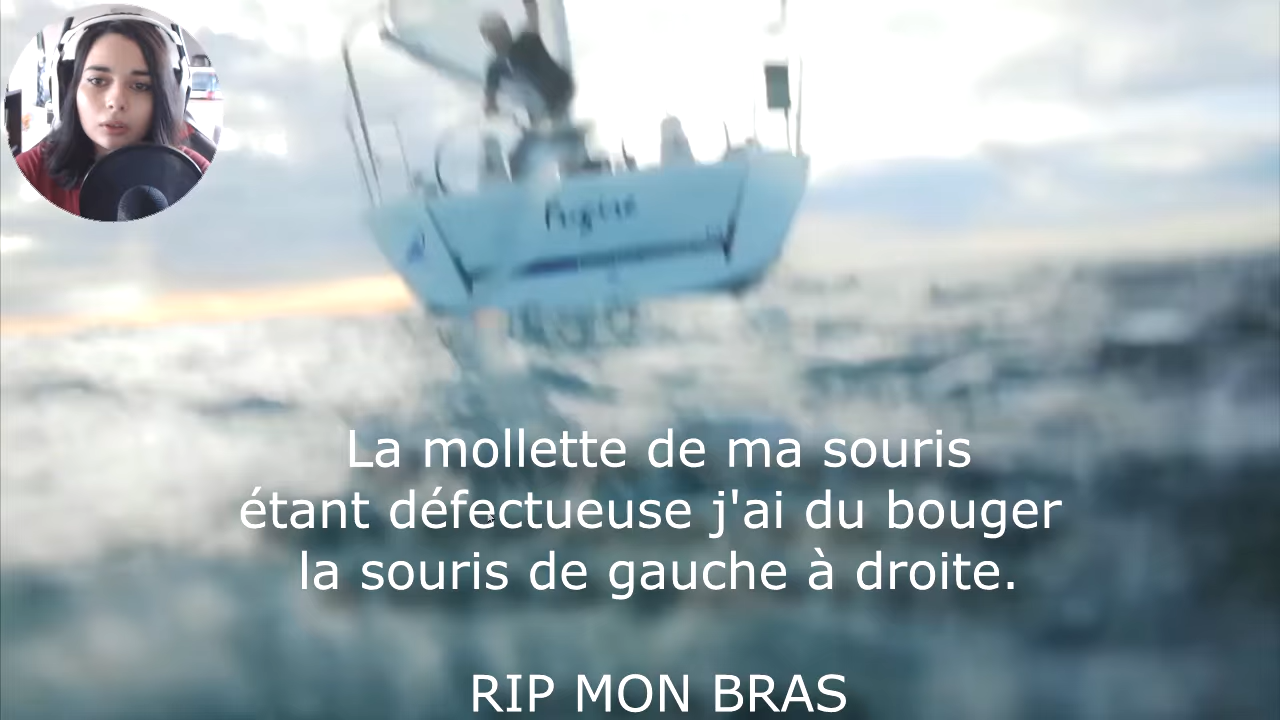 La mollette de ma souris
étant défectueuse j'ai du bouger
la souris de gauche à droite.
RIP MON BRAS